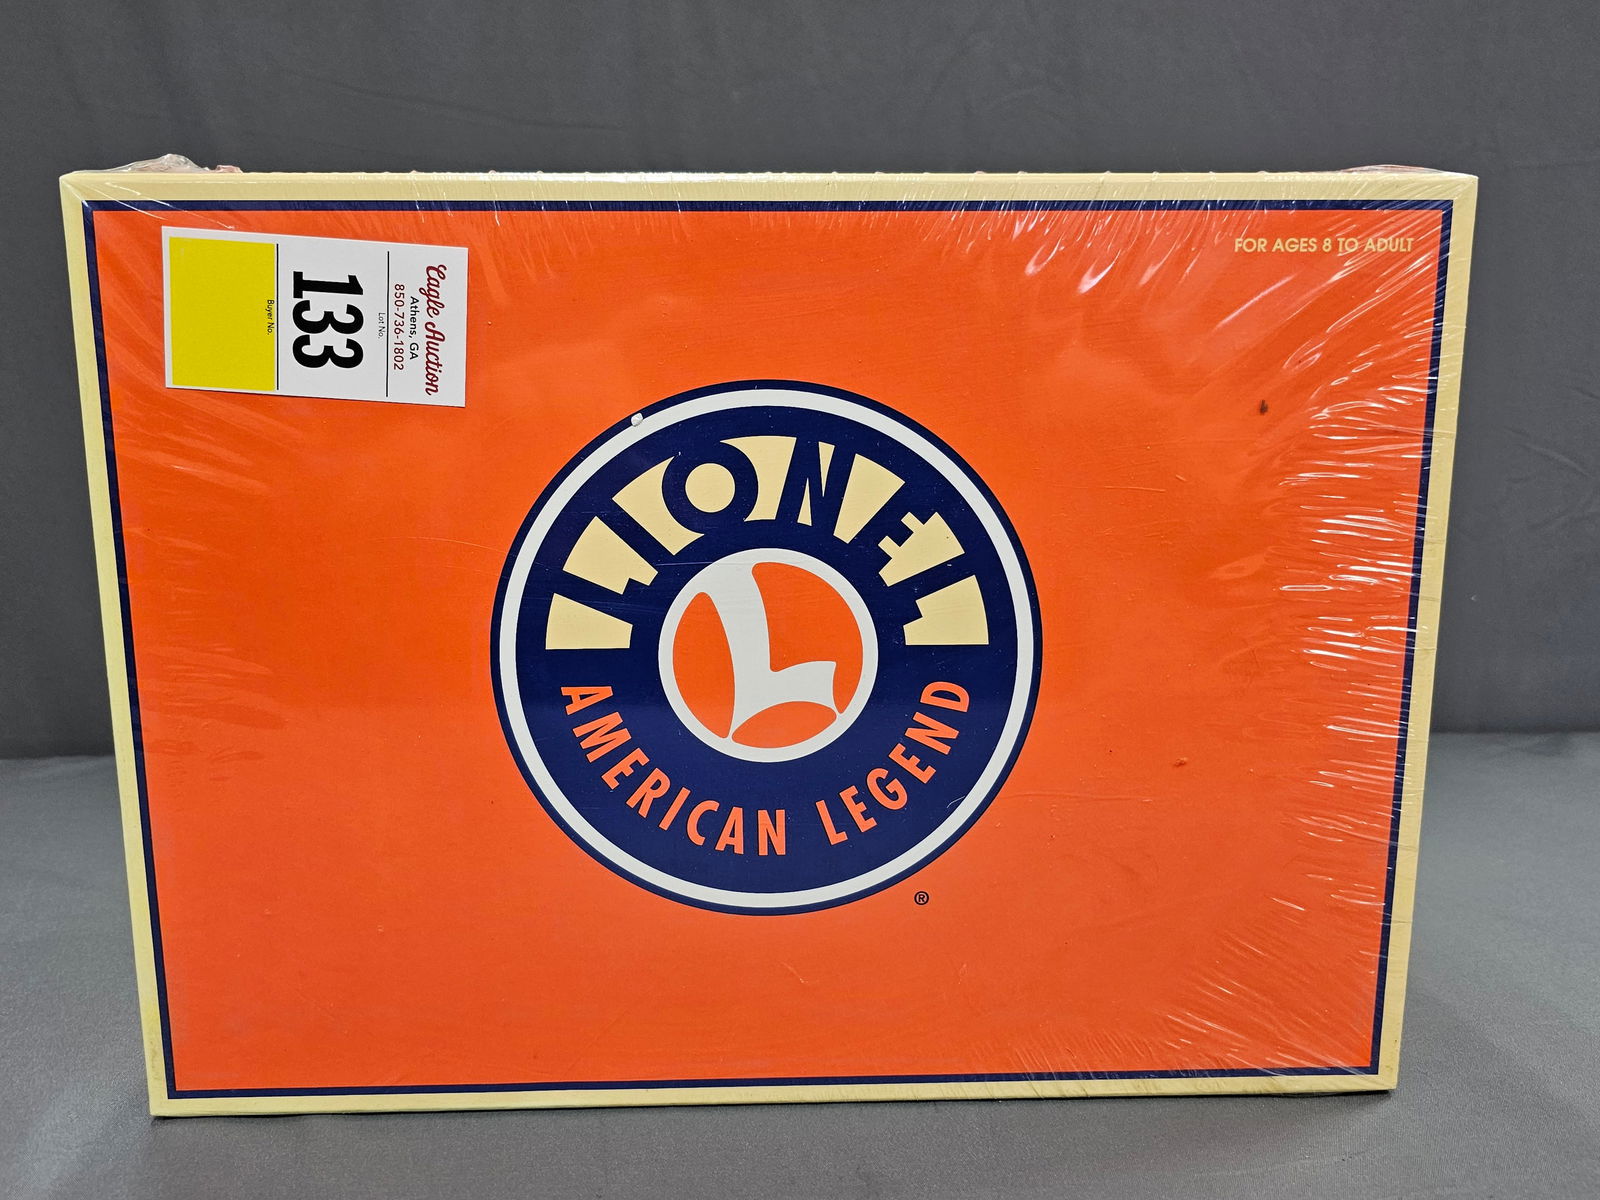 Cagle Auction
Athens, GA
850-736-1802
Lot No.
133
Buyer No.
FOR AGES 8 TO ADULT
LIONEL
L
AMERICAN LEGEND
®